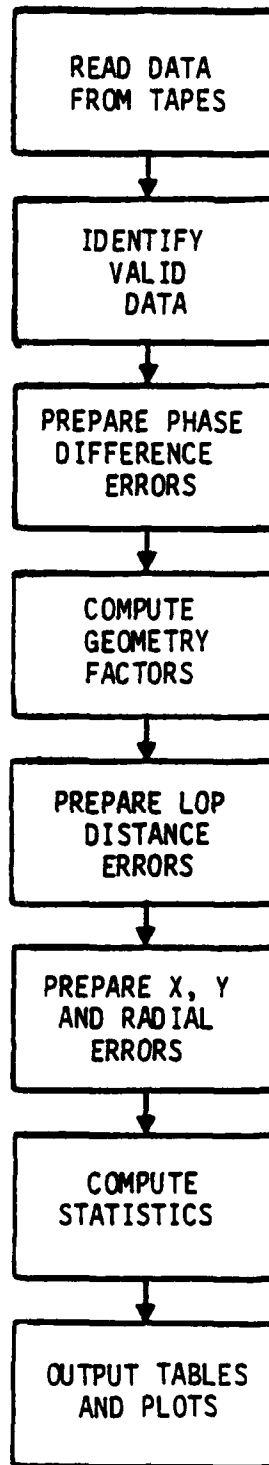 READ DATA
FROM TAPES
IDENTIFY
VALID
DATA
PREPARE PHASE
DIFFERENCE
ERRORS
COMPUTE
GEOMETRY
FACTORS
PREPARE LOP
DISTANCE
ERRORS
PREPARE X, Y
AND RADIAL
ERRORS
COMPUTE
STATISTICS
OUTPUT TABLES
AND PLOTS